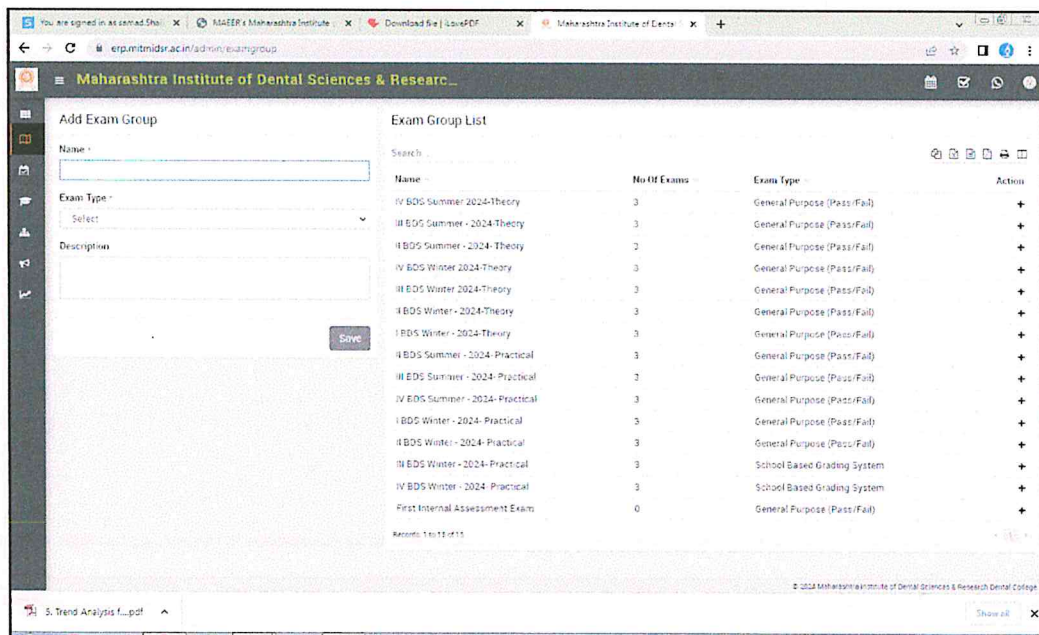 You are signed in as samad.Shai
MAEER's Maharashtra Institute
Download file | iLovePDF
Maharashtra Institute of Dental S
erp.mitmidsr.ac.in/admin/examgroup
Maharashtra Institute of Dental Sciences & Researc...
Add Exam Group
Name
Exam Type
Select
Description
Save
Exam Group List
Search
Name No Of Exams Exam Type Action
IV BDS Summer 2024-Theory 3 General Purpose (Pass/Fail)
III BDS Summer - 2024-Theory 3 General Purpose (Pass/Fail)
II BDS Summer - 2024-Theory General Purpose (Pass/Fail)
IV BDS Winter 2024-Theory 3 General Purpose (Pass/Fail)
III BDS Winter 2024-Theory 3 General Purpose (Pass/Fail)
II BDS Winter - 2024-Theory 3 General Purpose (Pass/Fail)
I BDS Winter - 2024-Theory 3 General Purpose (Pass/Fail)
II BDS Summer - 2024- Practical 3 General Purpose (Pass/Fail)
III BDS Summer - 2024- Practical General Purpose (Pass/Fail)
IV BDS Summer - 2024- Practical 3 General Purpose (Pass/Fail)
I BDS Winter - 2024- Practical 3 General Purpose (Pass/Fail)
II BDS Winter - 2024- Practical 3 General Purpose (Pass/Fail)
III BDS Winter - 2024- Practical 3 School Based Grading System
IV BDS Winter - 2024- Practical 3 School Based Grading System
First Internal Assessment Exam 0 General Purpose (Pass/Fail)
Records: 1 to 15 of 15
© 2024 Maharashtra Institute of Dental Sciences & Research Dental College
5. Trend Analysis f....pdf
Show all